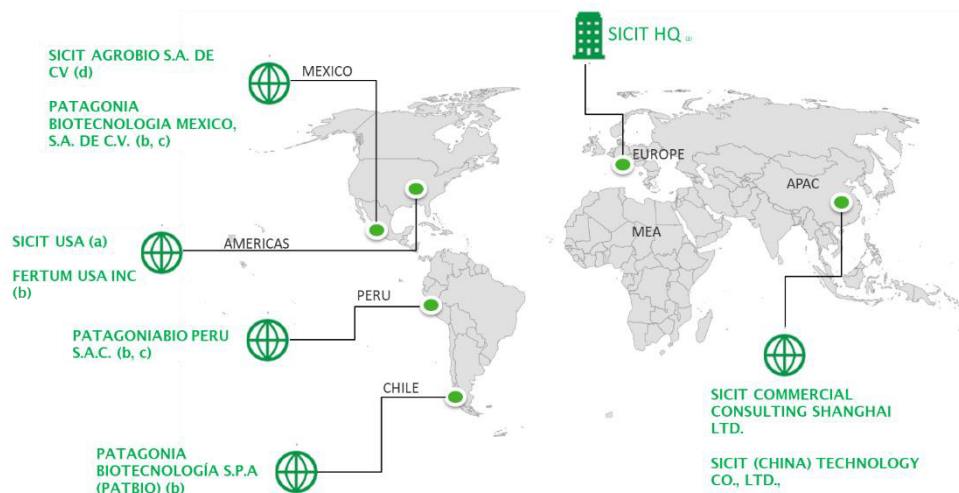 SICIT HQ
SICIT AGROBIO S.A. DE
CV (d)
MEXICO
PATAGONIA
BIOTECNOLOGIA MEXICO,
S.A. DE C.V. (b, c)
EUROPE
APAC
MEA
SICIT USA (a)
AMERICAS
FERTUM USA INC
(b)
PERU
PATAGONIABIO PERU
S.A.C. (b, c)
CHILE
SICIT COMMERCIAL
CONSULTING SHANGHAI
LTD.
PATAGONIA
BIOTECNOLOGÍA S.P.A
(PATBIO) (b)
SICIT (CHINA) TECHNOLOGY
CO., LTD.,